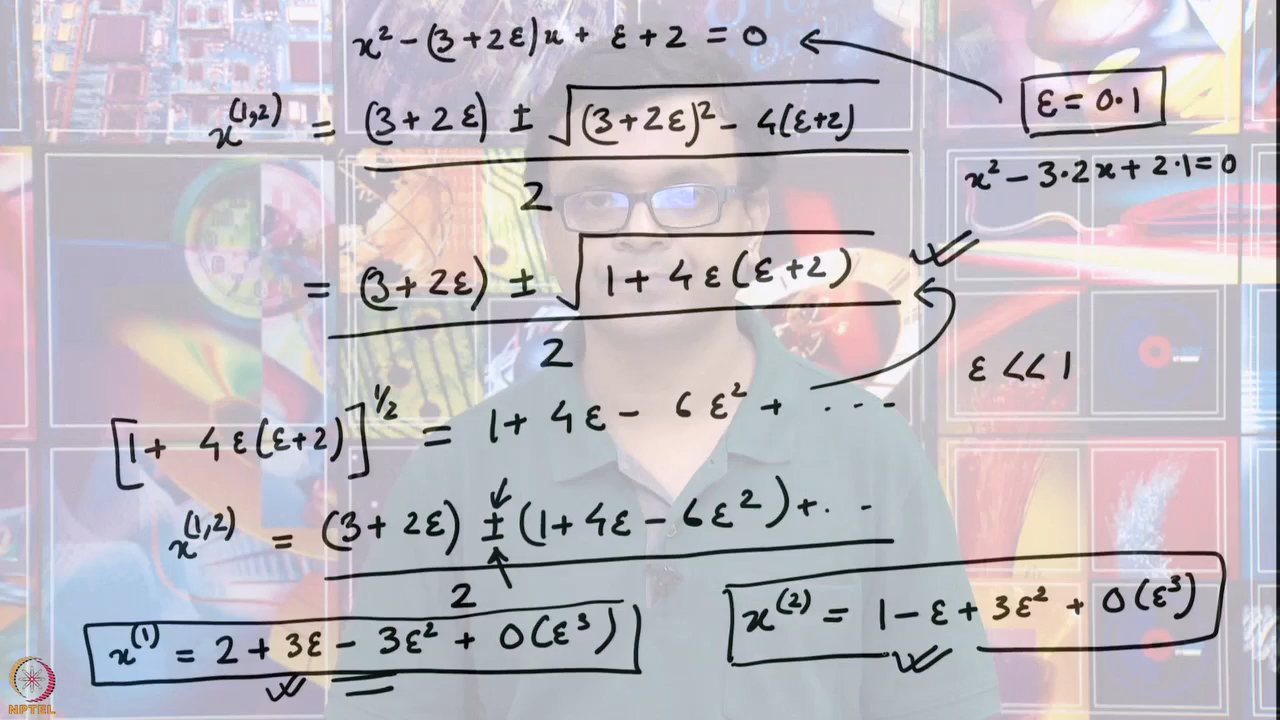 x² − (3+2ε)x + ε+2 = 0
ε = 0.1
x^(1,2) = ((3+2ε) ± √((3+2ε)² − 4(ε+2))) / 2
x² − 3.2x + 2.1 = 0
= ((3+2ε) ± √(1+4ε(ε+2))) / 2
ε << 1
[1+ 4ε(ε+2)]^½ = 1+ 4ε − 6ε² + ...
x^(1,2) = ((3+2ε) ± (1+4ε−6ε²)+...) / 2
x^(1) = 2+3ε − 3ε² + O(ε³)
x^(2) = 1−ε+3ε² + O(ε³)
NPTEL